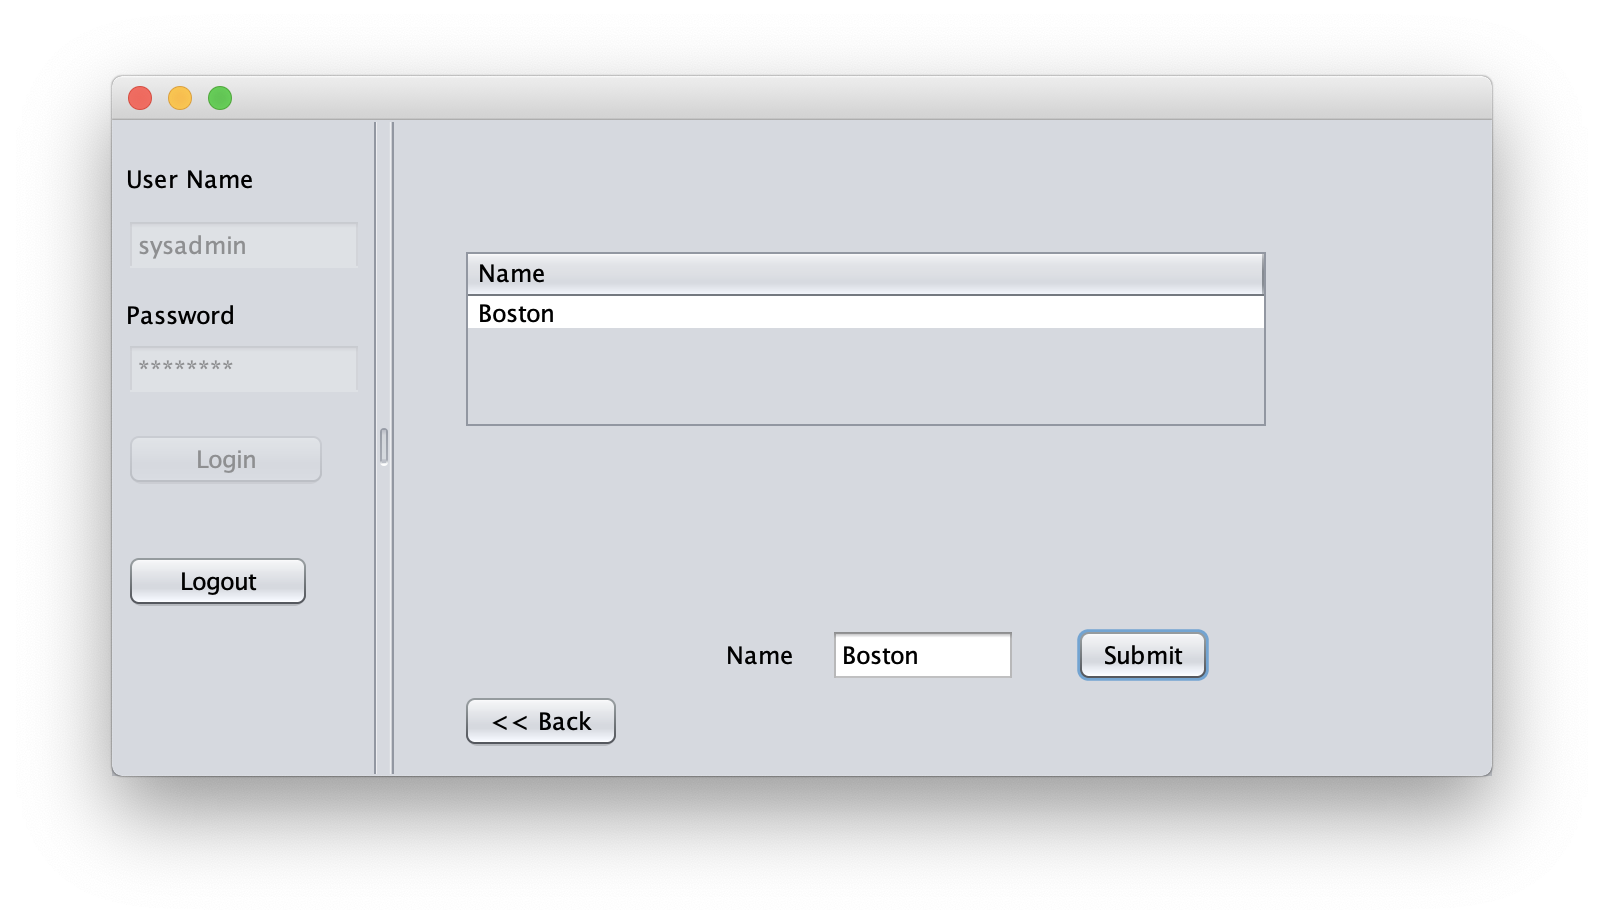 User Name
sysadmin
Password
********
Login
Logout
Name
Boston
Name
Boston
Submit
<< Back